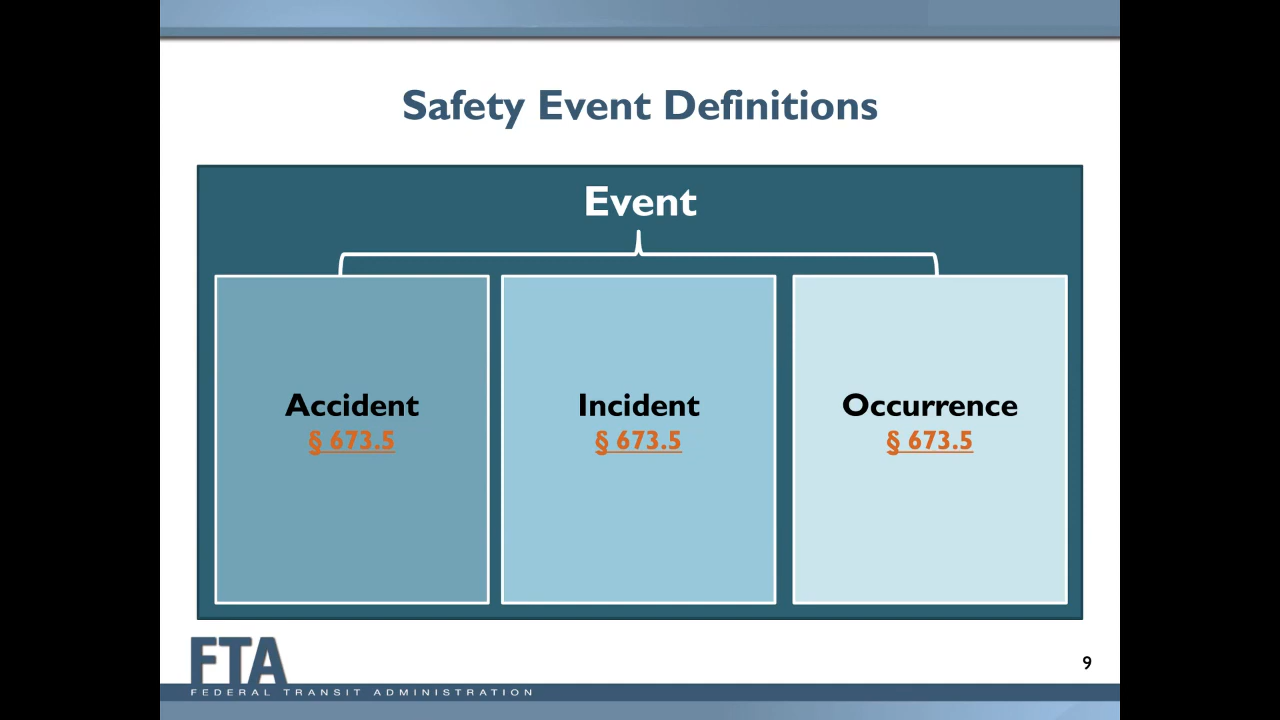 Safety Event Definitions
Event
Accident
§ 673.5
Incident
§ 673.5
Occurrence
§ 673.5
FTA
FEDERAL TRANSIT ADMINISTRATION
9